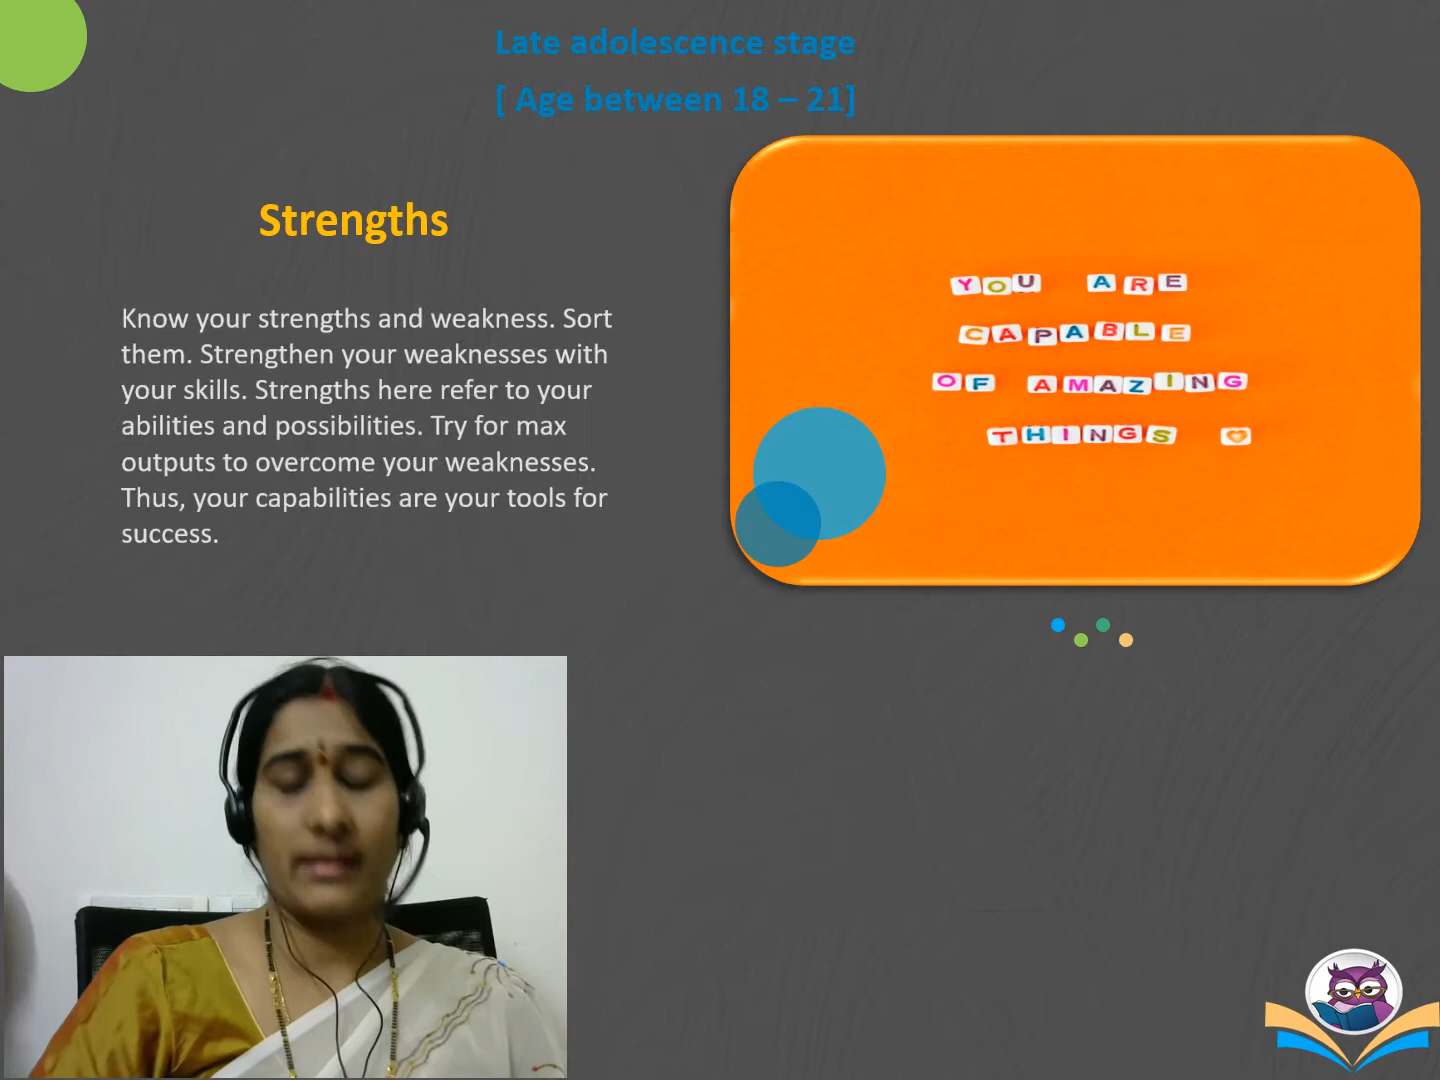 Late adolescence stage
[ Age between 18 – 21]
Strengths
Know your strengths and weakness. Sort
them. Strengthen your weaknesses with
your skills. Strengths here refer to your
abilities and possibilities. Try for max
outputs to overcome your weaknesses.
Thus, your capabilities are your tools for
success.
YOU ARE
CAPABLE
OF AMAZING
THINGS